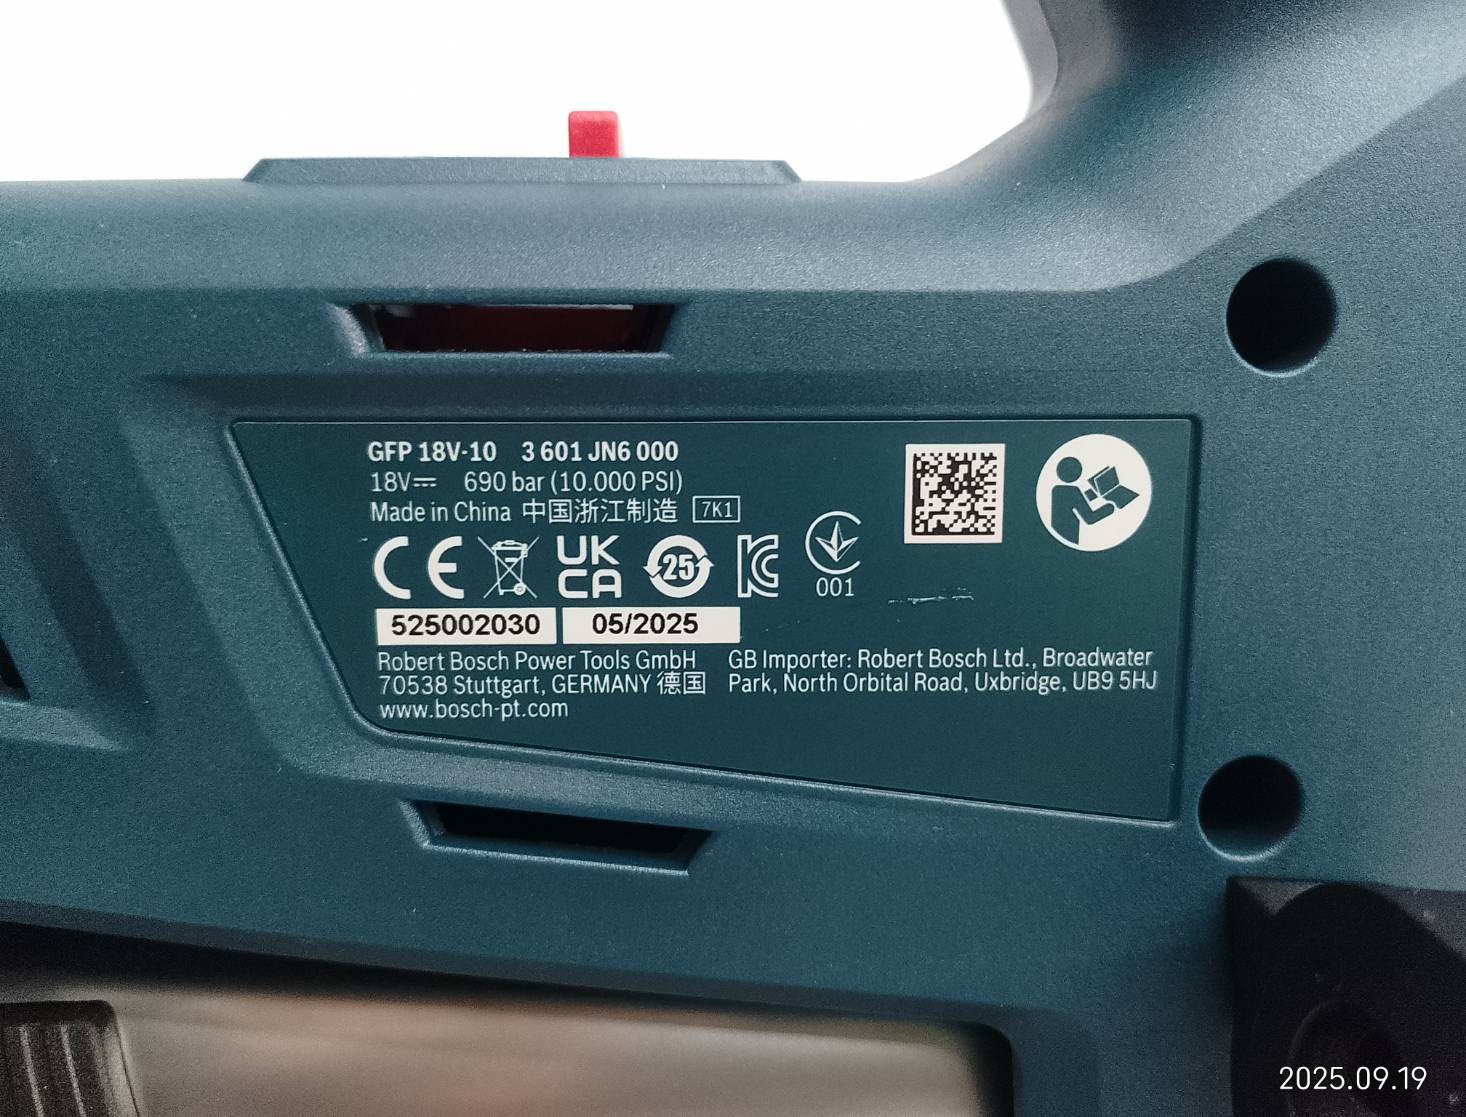 GFP 18V-10 3 601 JN6 000
18V⎓ 690 bar (10.000 PSI)
Made in China 中国浙江制造 7K1
CE UK CA 25 KC 001
525002030 05/2025
Robert Bosch Power Tools GmbH
70538 Stuttgart, GERMANY 德国
www.bosch-pt.com
GB Importer: Robert Bosch Ltd., Broadwater
Park, North Orbital Road, Uxbridge, UB9 5HJ
2025.09.19